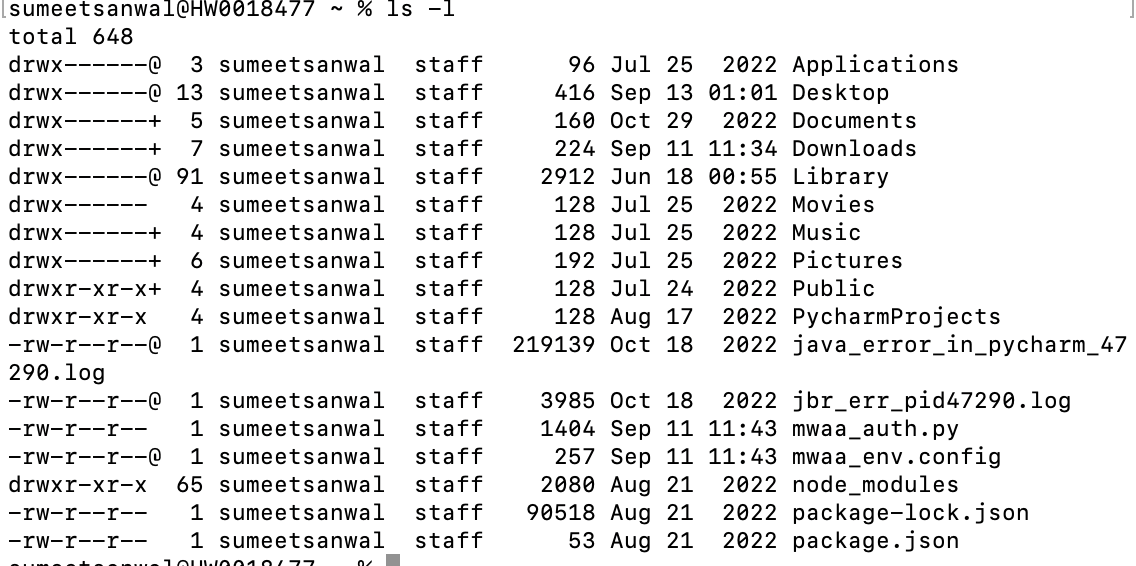 [sumeetsanwal@HW0018477 ~ % ls -l ]
total 648
drwx------@  3 sumeetsanwal  staff      96 Jul 25  2022 Applications
drwx------@ 13 sumeetsanwal  staff     416 Sep 13 01:01 Desktop
drwx------+  5 sumeetsanwal  staff     160 Oct 29  2022 Documents
drwx------+  7 sumeetsanwal  staff     224 Sep 11 11:34 Downloads
drwx------@ 91 sumeetsanwal  staff    2912 Jun 18 00:55 Library
drwx------   4 sumeetsanwal  staff     128 Jul 25  2022 Movies
drwx------+  4 sumeetsanwal  staff     128 Jul 25  2022 Music
drwx------+  6 sumeetsanwal  staff     192 Jul 25  2022 Pictures
drwxr-xr-x+  4 sumeetsanwal  staff     128 Jul 24  2022 Public
drwxr-xr-x   4 sumeetsanwal  staff     128 Aug 17  2022 PycharmProjects
-rw-r--r--@  1 sumeetsanwal  staff  219139 Oct 18  2022 java_error_in_pycharm_47
290.log
-rw-r--r--@  1 sumeetsanwal  staff    3985 Oct 18  2022 jbr_err_pid47290.log
-rw-r--r--   1 sumeetsanwal  staff    1404 Sep 11 11:43 mwaa_auth.py
-rw-r--r--@  1 sumeetsanwal  staff     257 Sep 11 11:43 mwaa_env.config
drwxr-xr-x  65 sumeetsanwal  staff    2080 Aug 21  2022 node_modules
-rw-r--r--   1 sumeetsanwal  staff   90518 Aug 21  2022 package-lock.json
-rw-r--r--   1 sumeetsanwal  staff      53 Aug 21  2022 package.json
sumeetsanwal@HW0018477 ~ %